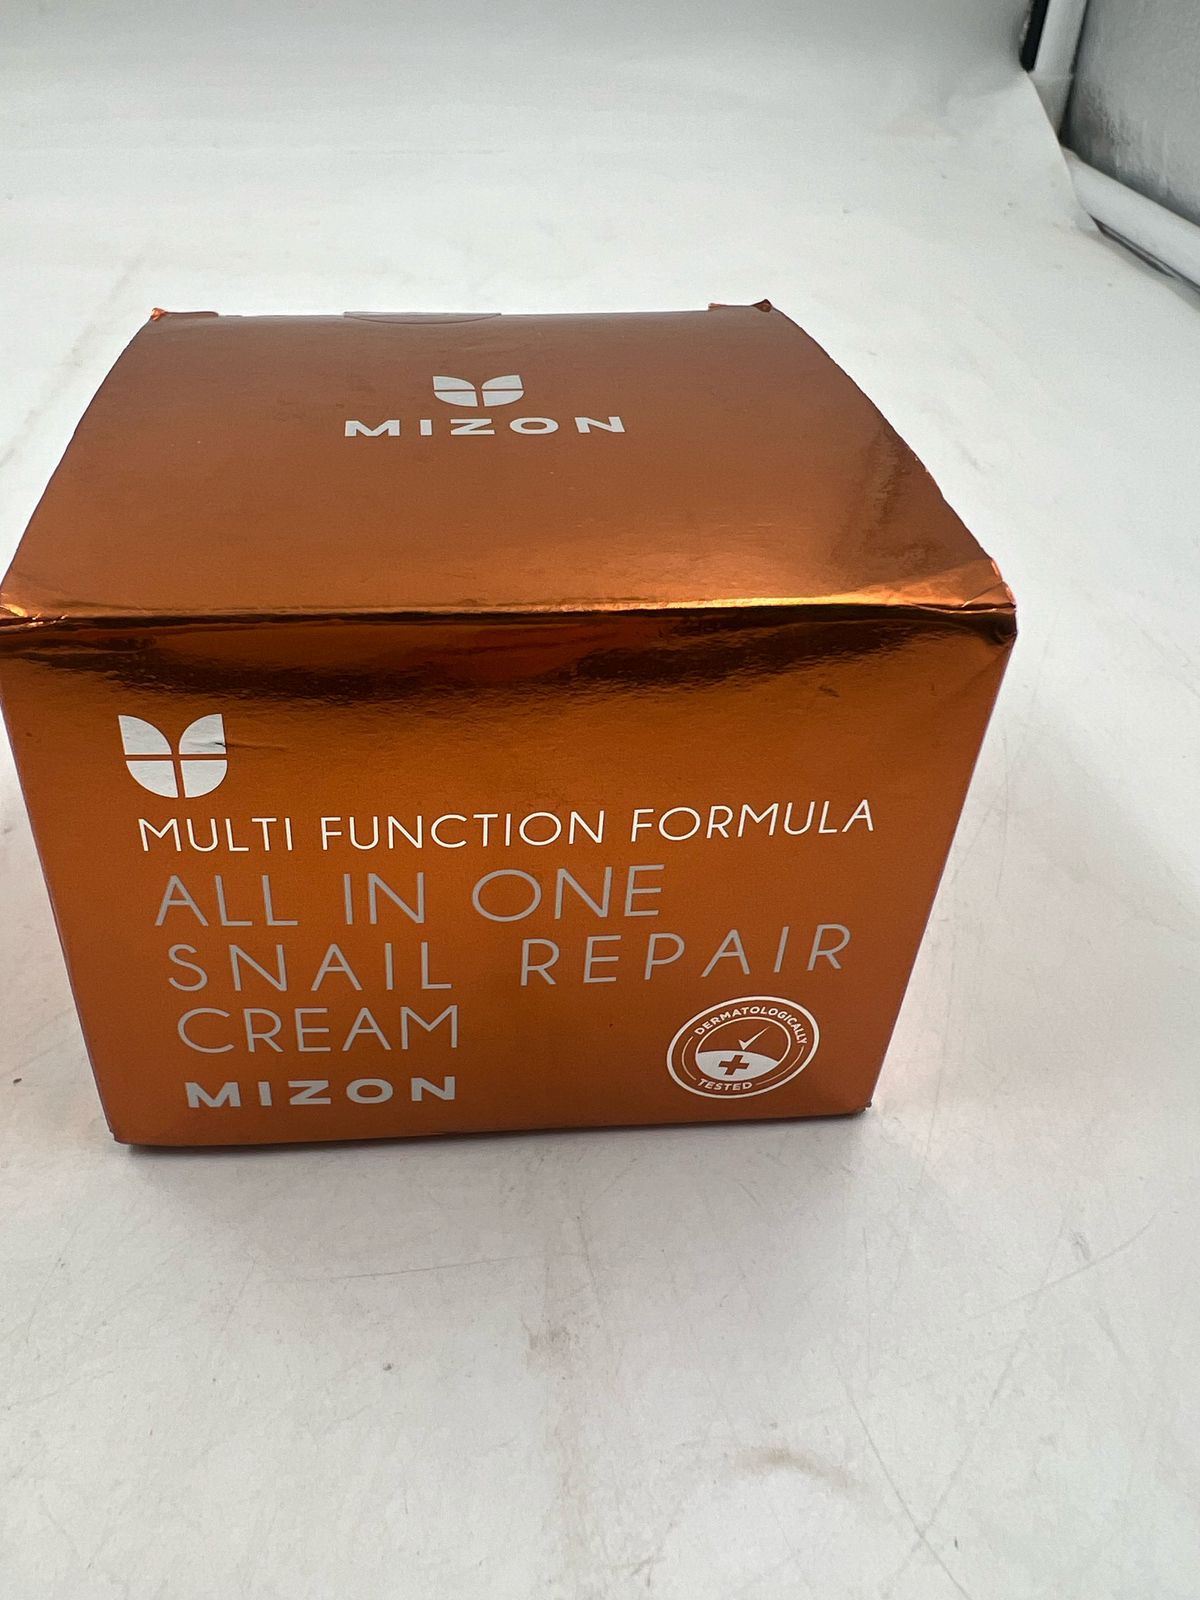 MIZON
MULTI FUNCTION FORMULA
ALL IN ONE
SNAIL REPAIR
CREAM
MIZON
DERMATOLOGICALLY
TESTED